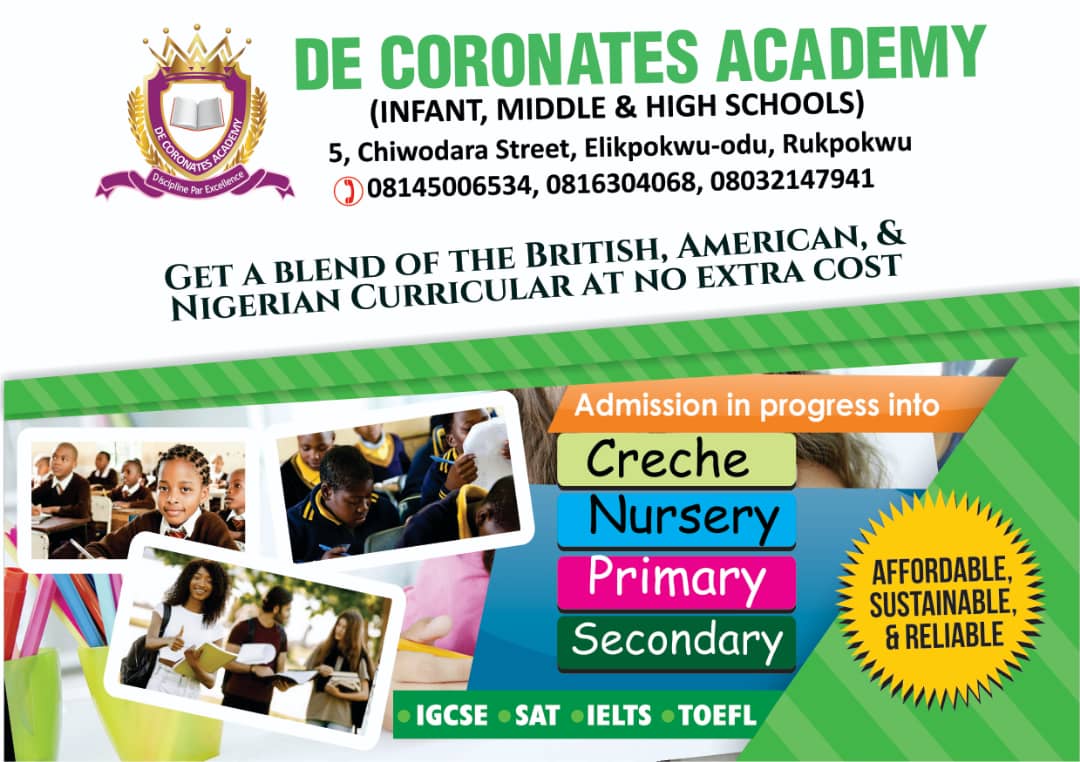 DE CORONATES ACADEMY
(INFANT, MIDDLE & HIGH SCHOOLS)
5, Chiwodara Street, Elikpokwu-odu, Rukpokwu
08145006534, 0816304068, 08032147941
DE CORONATES ACADEMY
Discipline Par Excellence
GET A BLEND OF THE BRITISH, AMERICAN, &
NIGERIAN CURRICULAR AT NO EXTRA COST
Admission in progress into
Creche
Nursery
Primary
Secondary
AFFORDABLE,
SUSTAINABLE,
& RELIABLE
• IGCSE • SAT • IELTS • TOEFL